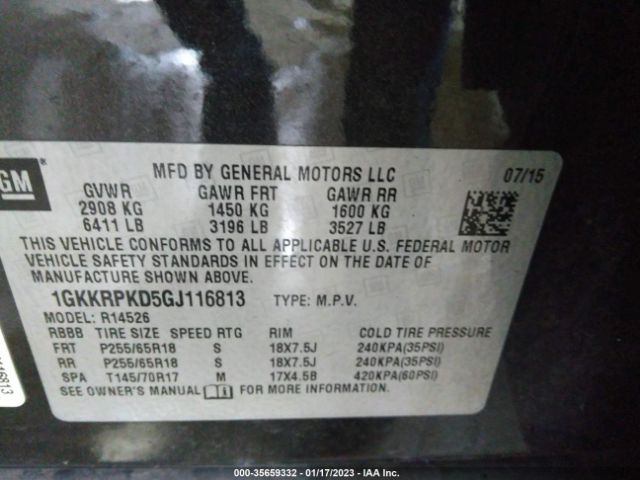 MFD BY GENERAL MOTORS LLC 07/15
GM®
GVWR GAWR FRT GAWR RR
2908 KG 1450 KG 1600 KG
6411 LB 3196 LB 3527 LB
THIS VEHICLE CONFORMS TO ALL APPLICABLE U.S. FEDERAL MOTOR
VEHICLE SAFETY STANDARDS IN EFFECT ON THE DATE OF
MANUFACTURE SHOWN ABOVE.
1GKKRPKD5GJ116813 TYPE: M.P.V.
MODEL: R14526
RBBB TIRE SIZE SPEED RTG RIM COLD TIRE PRESSURE
FRT P255/65R18 S 18X7.5J 240KPA(35PSI)
RR P255/65R18 S 18X7.5J 240KPA(35PSI)
SPA T145/70R17 M 17X4.5B 420KPA(60PSI)
SEE OWNER'S MANUAL FOR MORE INFORMATION.
116813
000-35659332 - 01/17/2023 - IAA Inc.